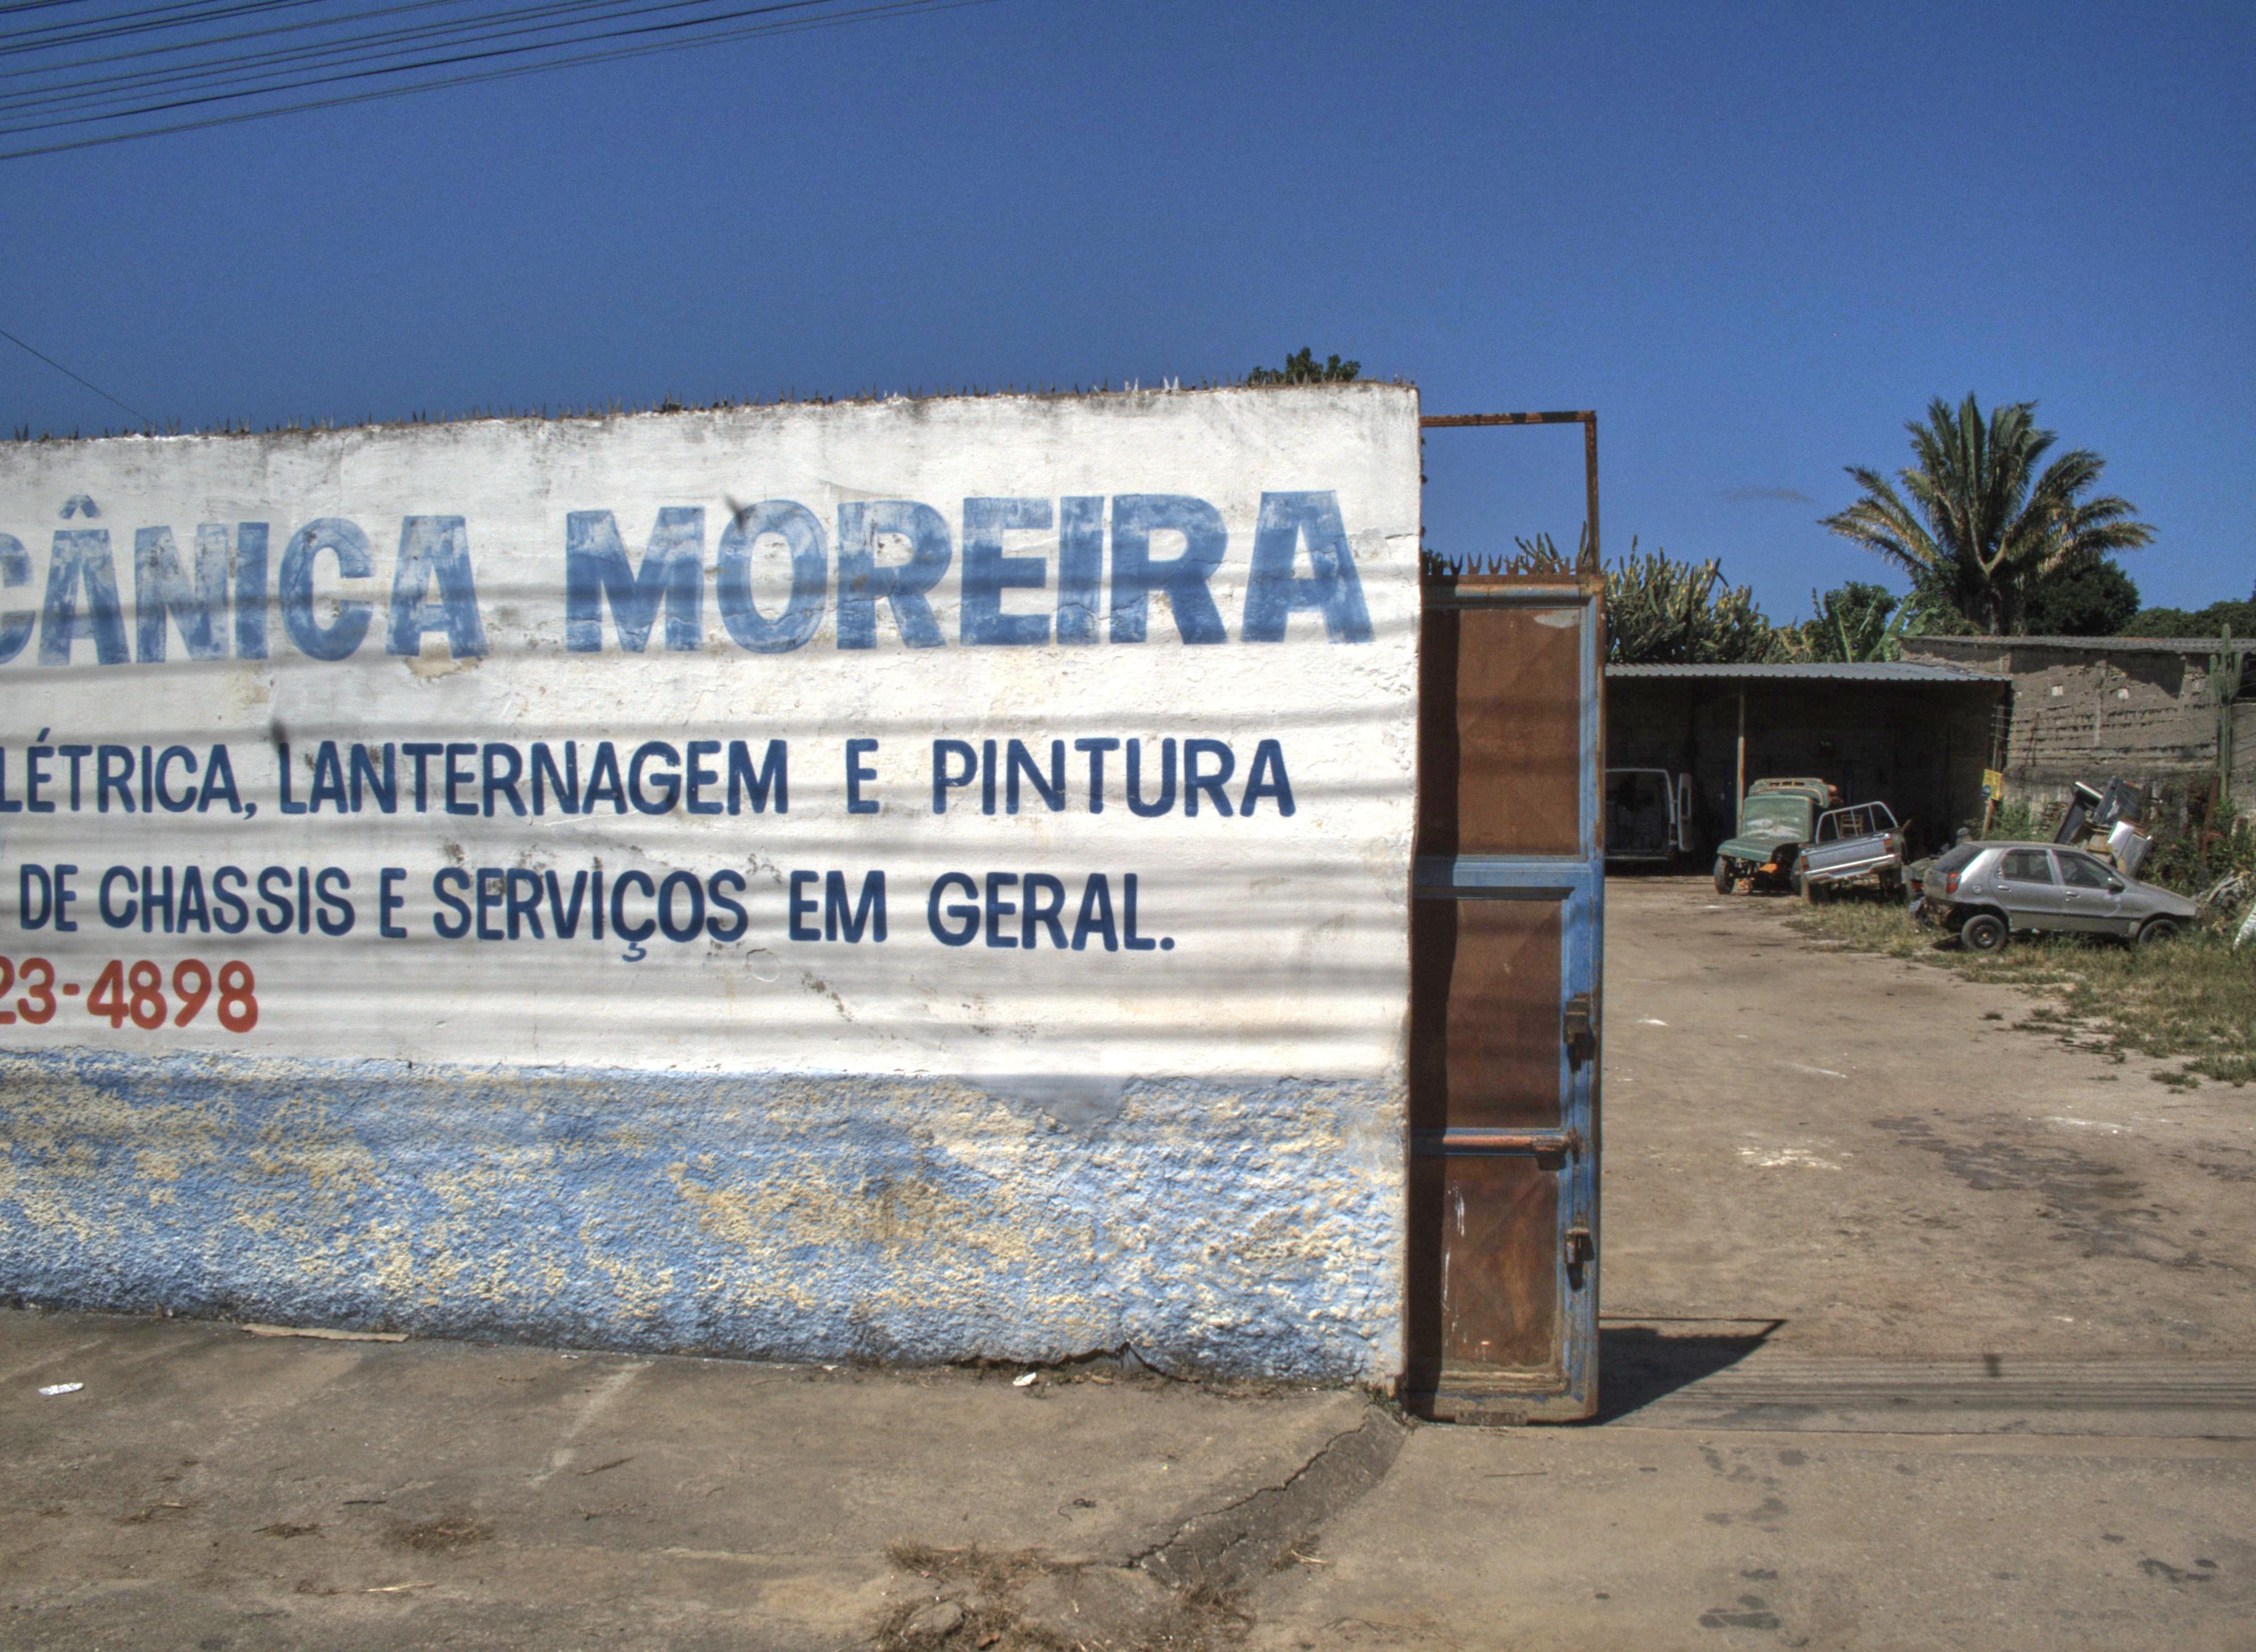 CÂNICA MOREIRA
LÉTRICA, LANTERNAGEM E PINTURA
DE CHASSIS E SERVIÇOS EM GERAL.
23-4898